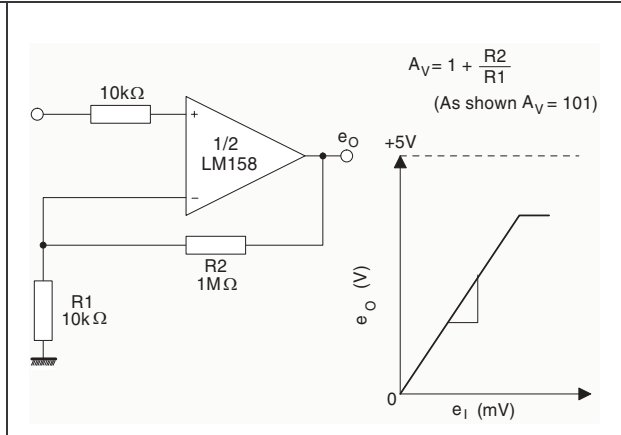 10kΩ
+
1/2
LM158
−
e_O
R2
1MΩ
R1
10kΩ
A_V = 1 + R2/R1
(As shown A_V = 101)
+5V
e_O (V)
0
e_I (mV)